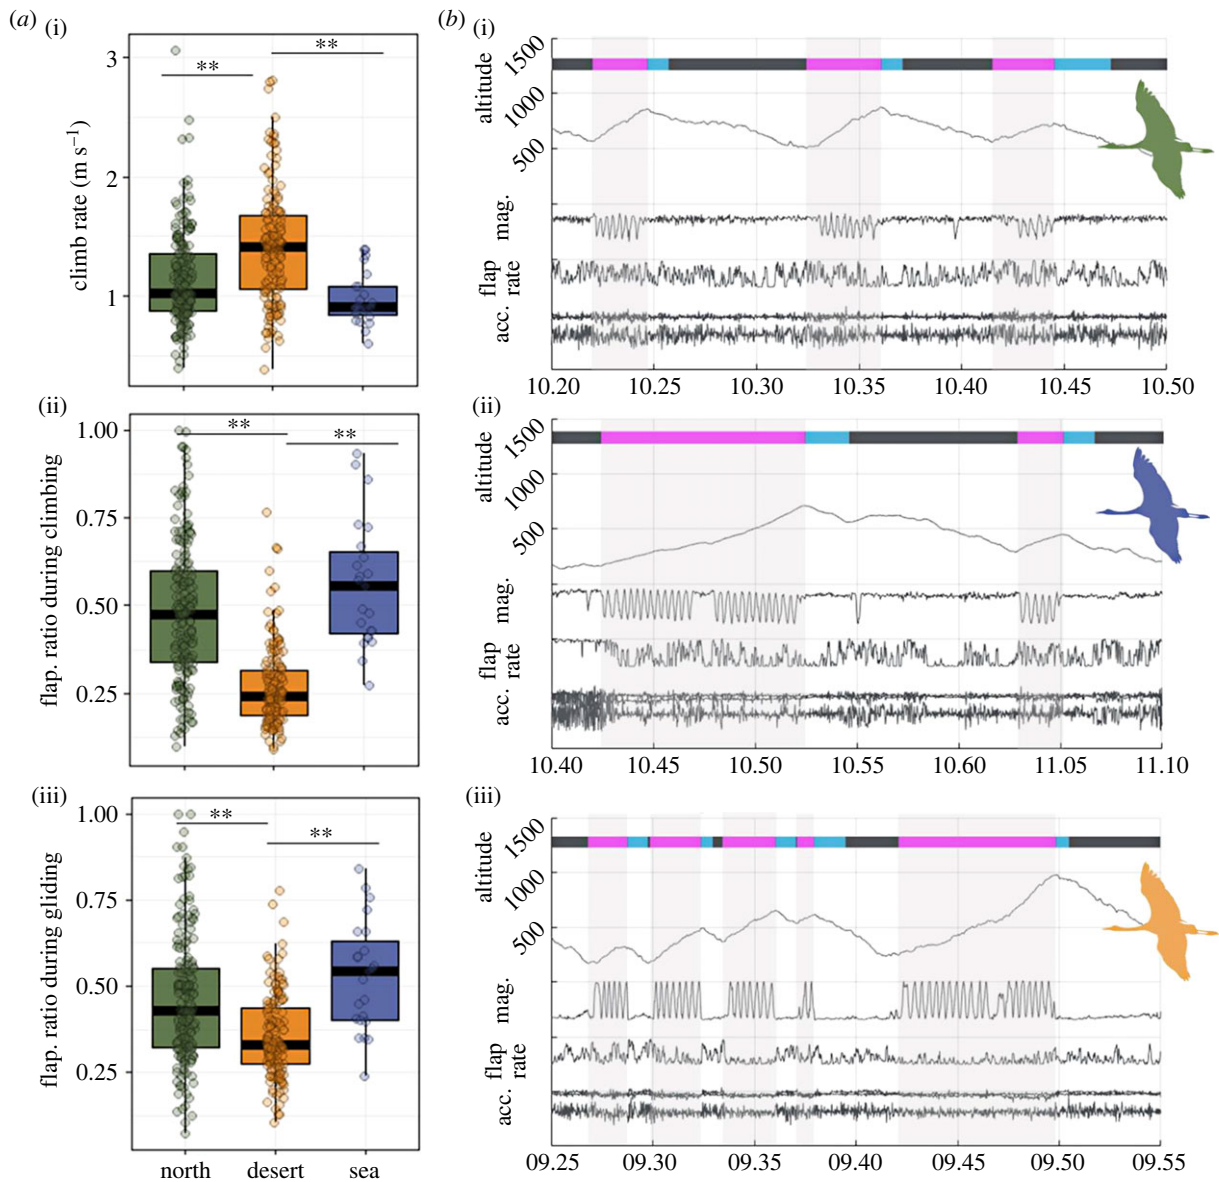 (a) (i)
climb rate (m s⁻¹)
3
2
1
**
**
(ii)
flap. ratio during climbing
1.00
0.75
0.50
0.25
**
**
(iii)
flap. ratio during gliding
1.00
0.75
0.50
0.25
**
**
north desert sea
(b) (i)
altitude
1500
1000
500
mag.
flap
rate
acc.
10.20 10.25 10.30 10.35 10.40 10.45 10.50
(ii)
altitude
1500
1000
500
mag.
flap
rate
acc.
10.40 10.45 10.50 10.55 10.60 11.05 11.10
(iii)
altitude
1500
1000
500
mag.
flap
rate
acc.
09.25 09.30 09.35 09.40 09.45 09.50 09.55